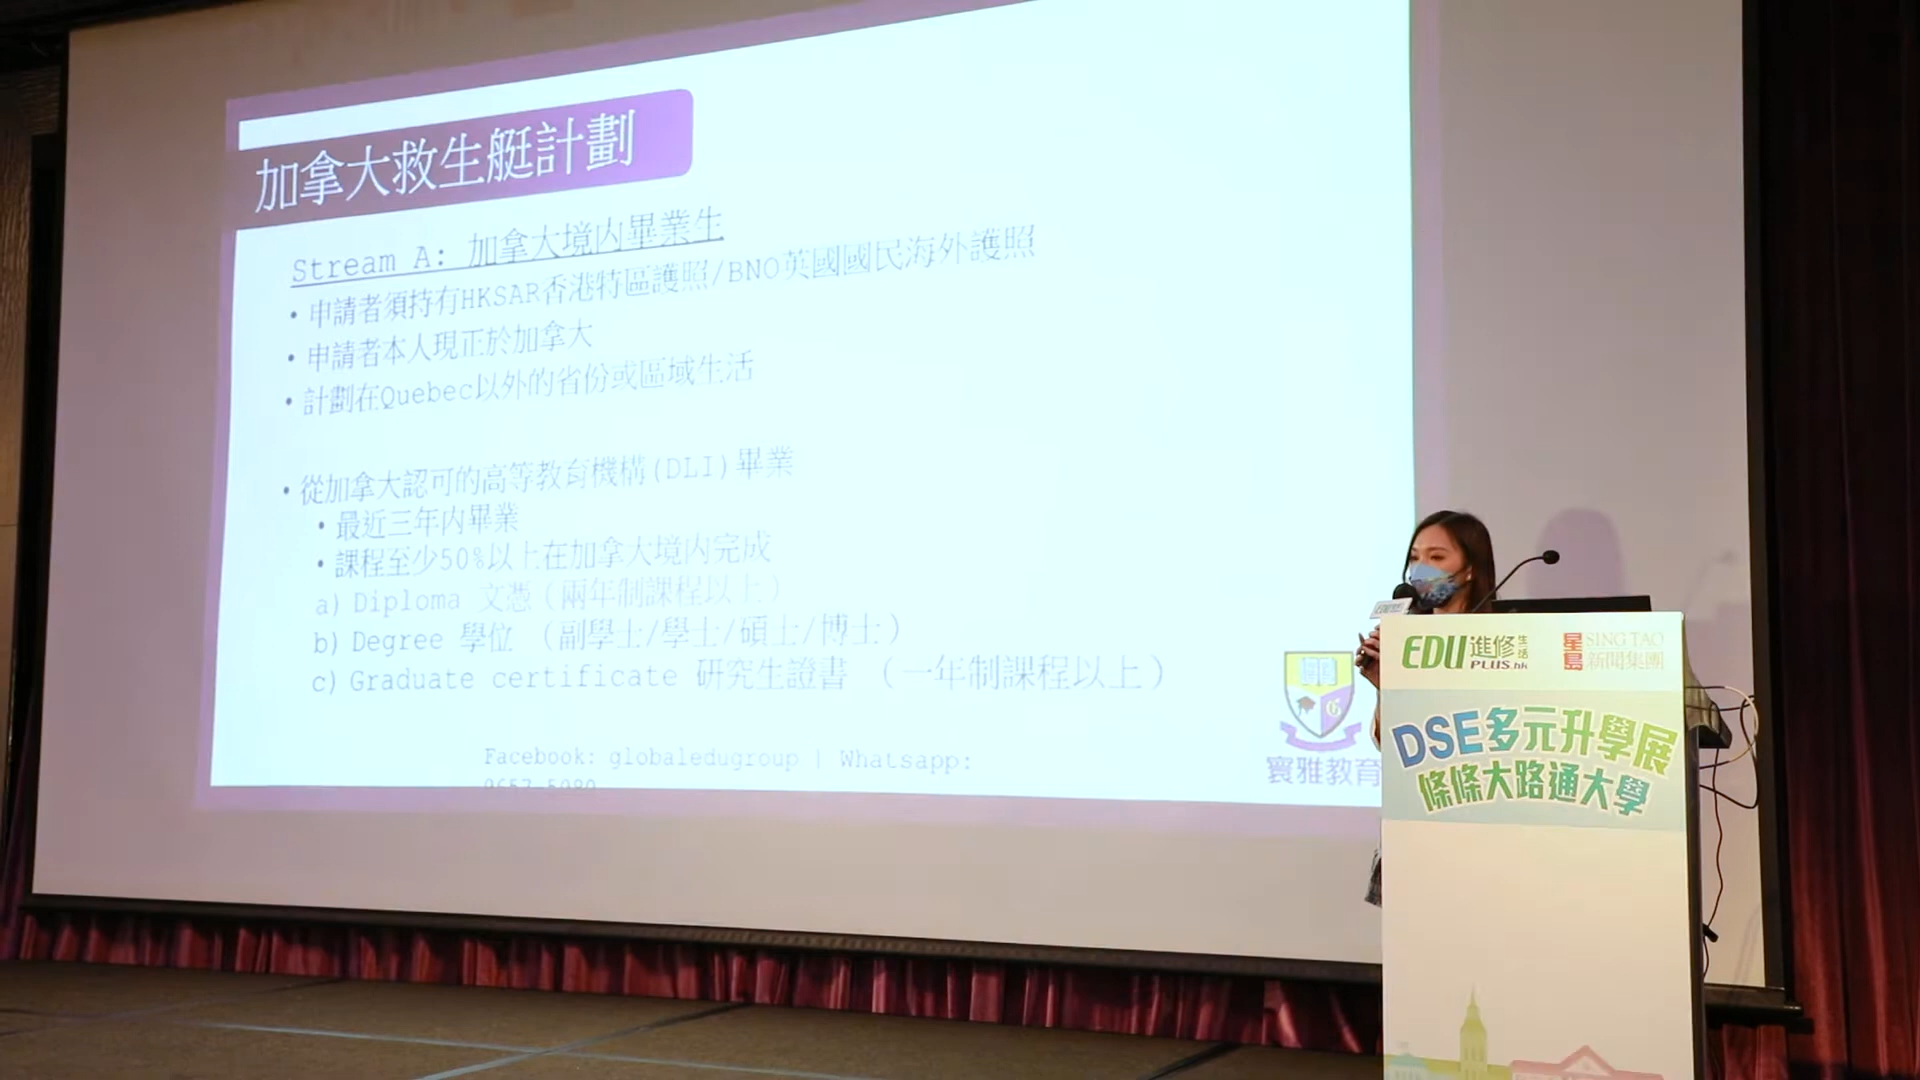 加拿大救生艇計劃
Stream A: 加拿大境内畢業生
• 申請者須持有HKSAR香港特區護照/BNO英國國民海外護照
• 申請者本人現正於加拿大
• 計劃在Quebec以外的省份或區域生活
• 從加拿大認可的高等教育機構(DLI)畢業
• 最近三年内畢業
• 課程至少50%以上在加拿大境内完成
a) Diploma 文憑（兩年制課程以上）
b) Degree 學位 （副學士/學士/碩士/博士）
c) Graduate certificate 研究生證書 （一年制課程以上）
Facebook: globaledugroup | Whatsapp:
寰雅教育
EDU進修生活
PLUS.hk
星島 SING TAO
新聞集團
DSE多元升學展
條條大路通大學